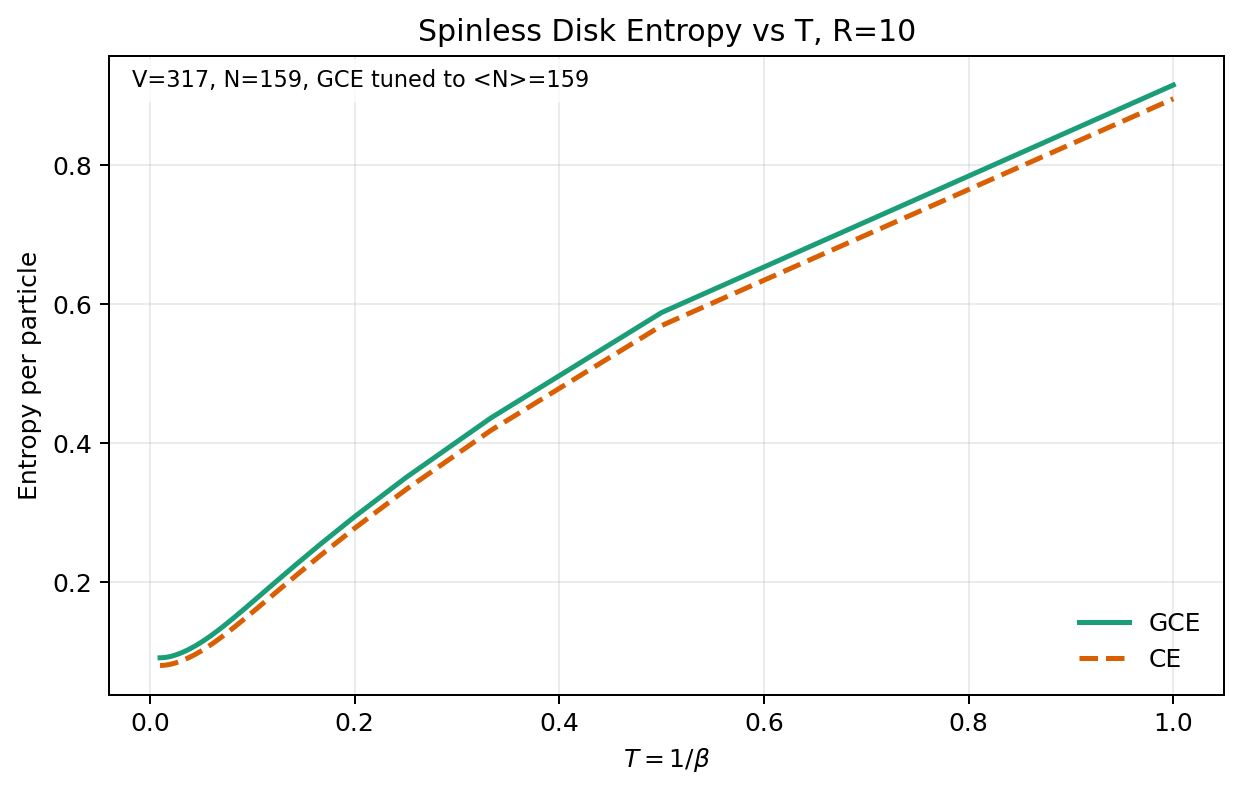 Spinless Disk Entropy vs T, R=10
V=317, N=159, GCE tuned to <N>=159
Entropy per particle
0.8
0.6
0.4
0.2
GCE
CE
0.0 0.2 0.4 0.6 0.8 1.0
T = 1/β